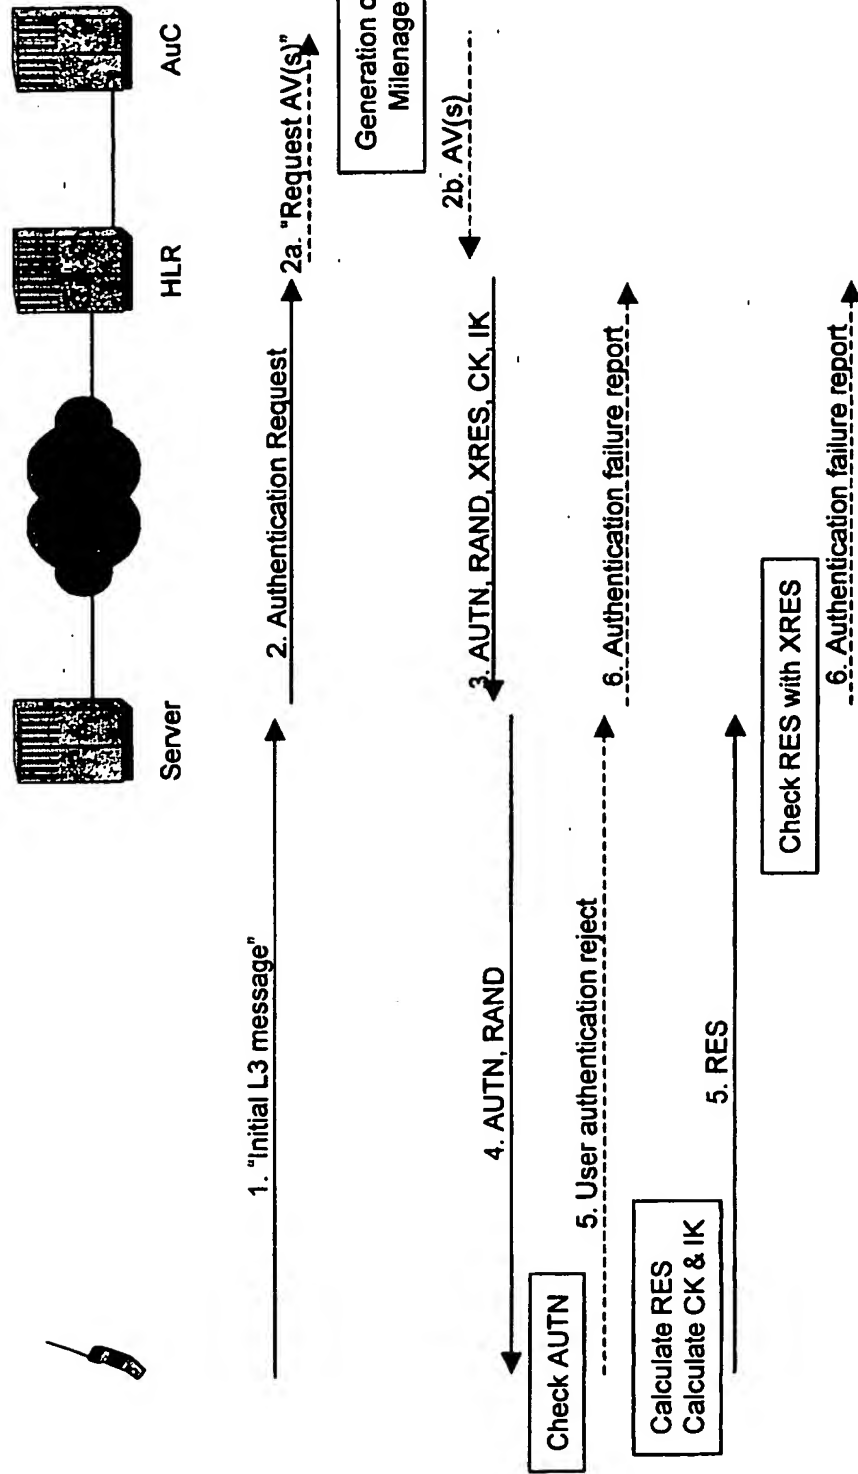 Server
HLR
AuC
1. "Initial L3 message"
2. Authentication Request
2a. "Request AV(s)"
Generation o
Milenage
2b. AV(s)
3. AUTN, RAND, XRES, CK, IK
4. AUTN, RAND
Check AUTN
5. User authentication reject
6. Authentication failure report
Calculate RES
Calculate CK & IK
5. RES
Check RES with XRES
6. Authentication failure report